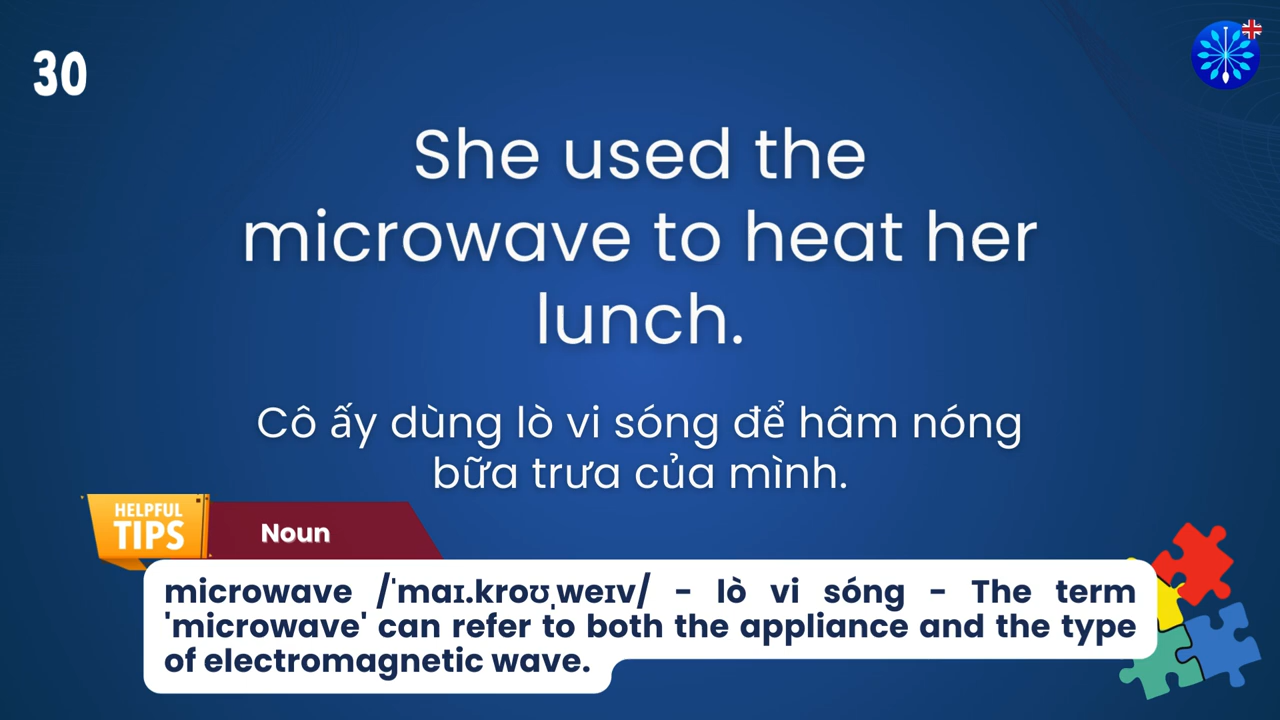 30
She used the
microwave to heat her
lunch.
Cô ấy dùng lò vi sóng để hâm nóng
bữa trưa của mình.
HELPFUL
TIPS
Noun
microwave /ˈmaɪ.kroʊˌweɪv/ - lò vi sóng - The term
'microwave' can refer to both the appliance and the type
of electromagnetic wave.